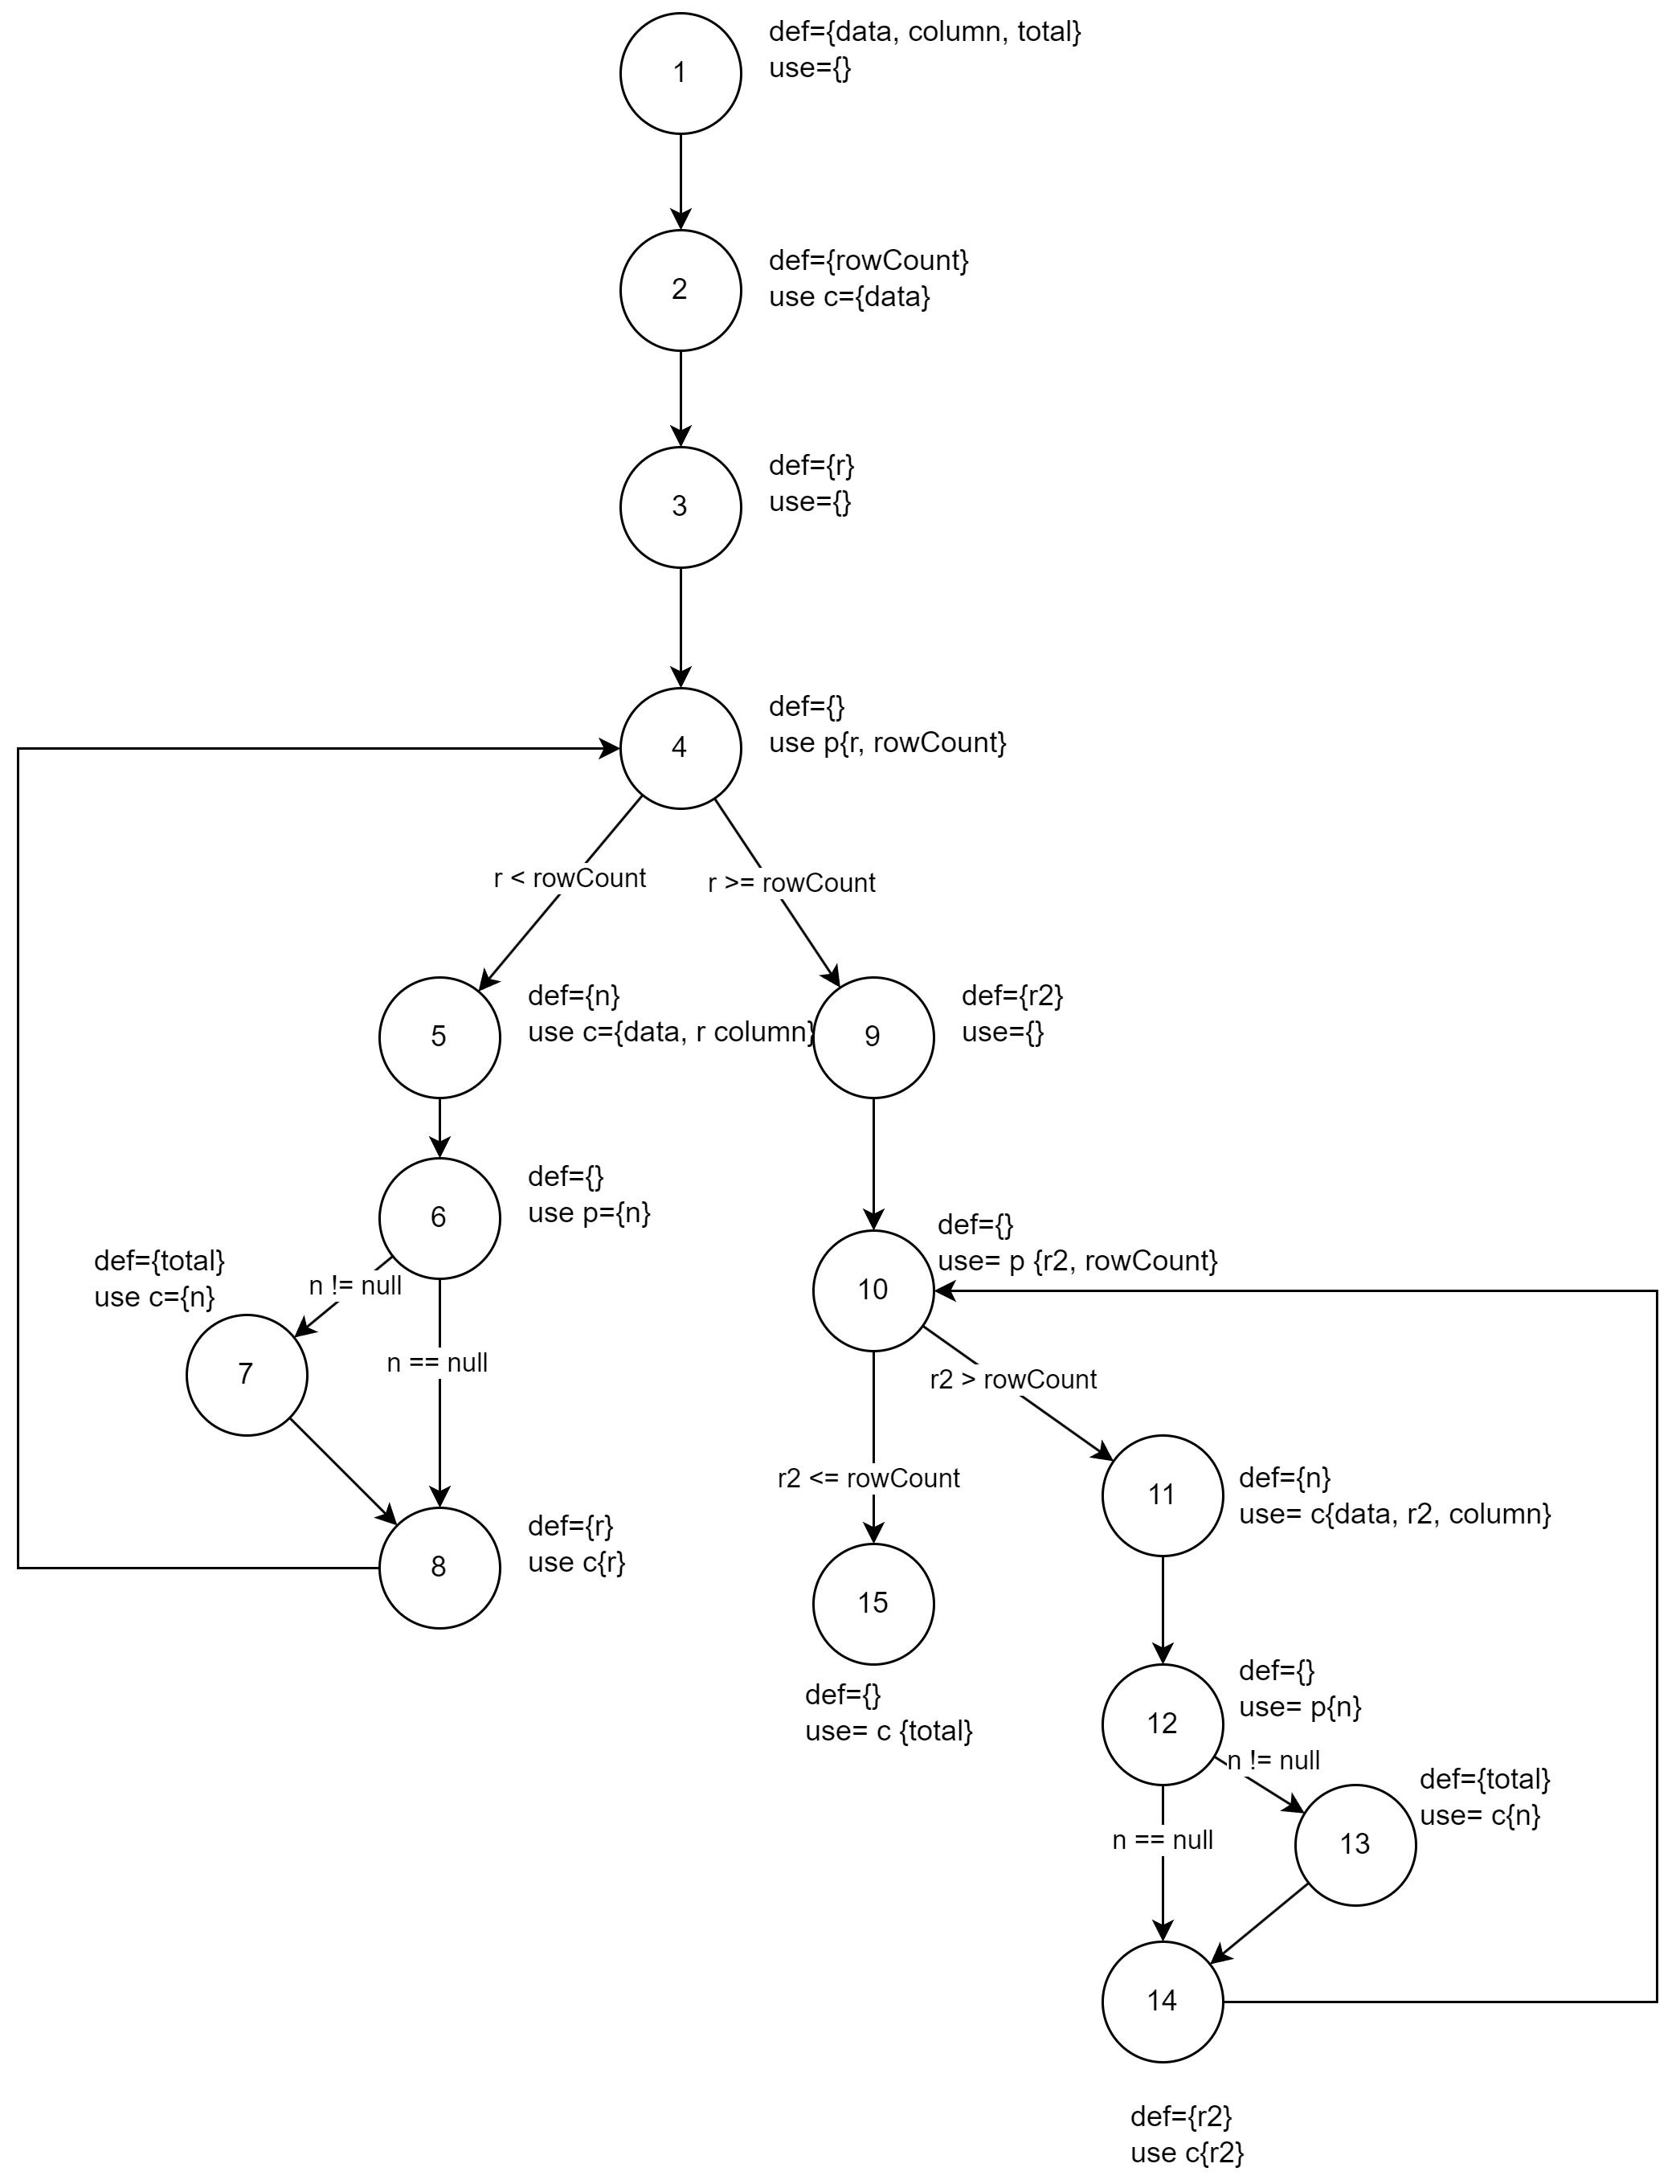 1
def={data, column, total}
use={}
2
def={rowCount}
use c={data}
3
def={r}
use={}
4
def={}
use p{r, rowCount}
r < rowCount
r >= rowCount
5
def={n}
use c={data, r column}
9
def={r2}
use={}
6
def={}
use p={n}
def={total}
use c={n}
n != null
n == null
7
8
def={r}
use c{r}
10
def={}
use= p {r2, rowCount}
r2 > rowCount
r2 <= rowCount
11
def={n}
use= c{data, r2, column}
15
def={}
use= c {total}
12
def={}
use= p{n}
n != null
n == null
13
def={total}
use= c{n}
14
def={r2}
use c{r2}